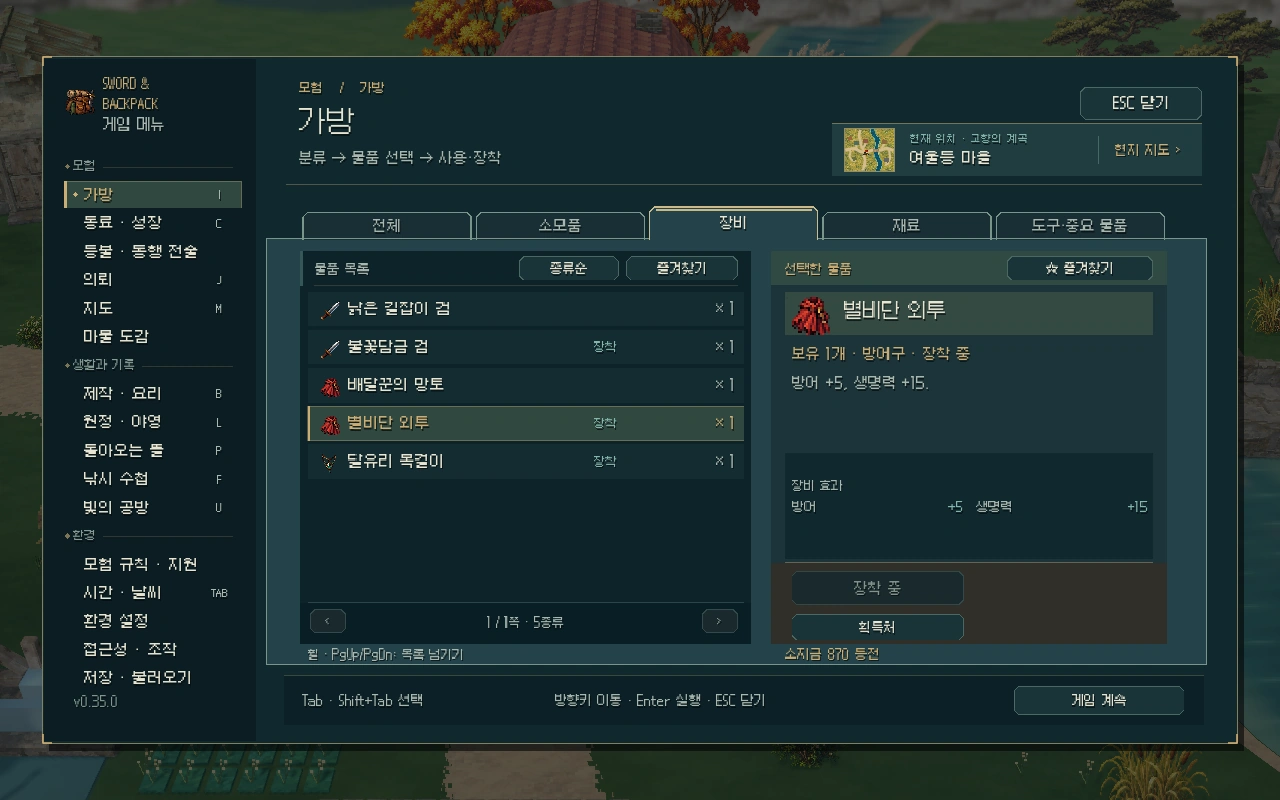 SWORD &
BACKPACK
게임 메뉴
모험
가방 I
동료 · 성장 C
등불 · 동행 전술
의뢰 J
지도 M
마물 도감
생활과 기록
제작 · 요리 B
원정 · 야영 L
돌아오는 뜰 P
낚시 수첩 F
빛의 공방 U
환경
모험 규칙 · 지원
시간 · 날씨 TAB
환경 설정
접근성 · 조작
저장 · 불러오기
v0.35.0
모험 / 가방
가방
분류 → 물품 선택 → 사용·장착
ESC 닫기
현재 위치 · 고향의 계곡
여울등 마을
현지 지도 >
전체
소모품
장비
재료
도구·중요 물품
물품 목록
종류순
즐겨찾기
낡은 길잡이 검 × 1
불꽃담금 검 장착 × 1
배달꾼의 망토 × 1
별비단 외투 장착 × 1
달유리 목걸이 장착 × 1
< 1 / 1쪽 · 5종류 >
휠 · PgUp/PgDn: 목록 넘기기
선택한 물품
☆ 즐겨찾기
별비단 외투
보유 1개 · 방어구 · 장착 중
방어 +5, 생명력 +15.
장비 효과
방어 +5 생명력 +15
장착 중
획득처
소지금 870 동전
Tab · Shift+Tab 선택
방향키 이동 · Enter 실행 · ESC 닫기
게임 계속